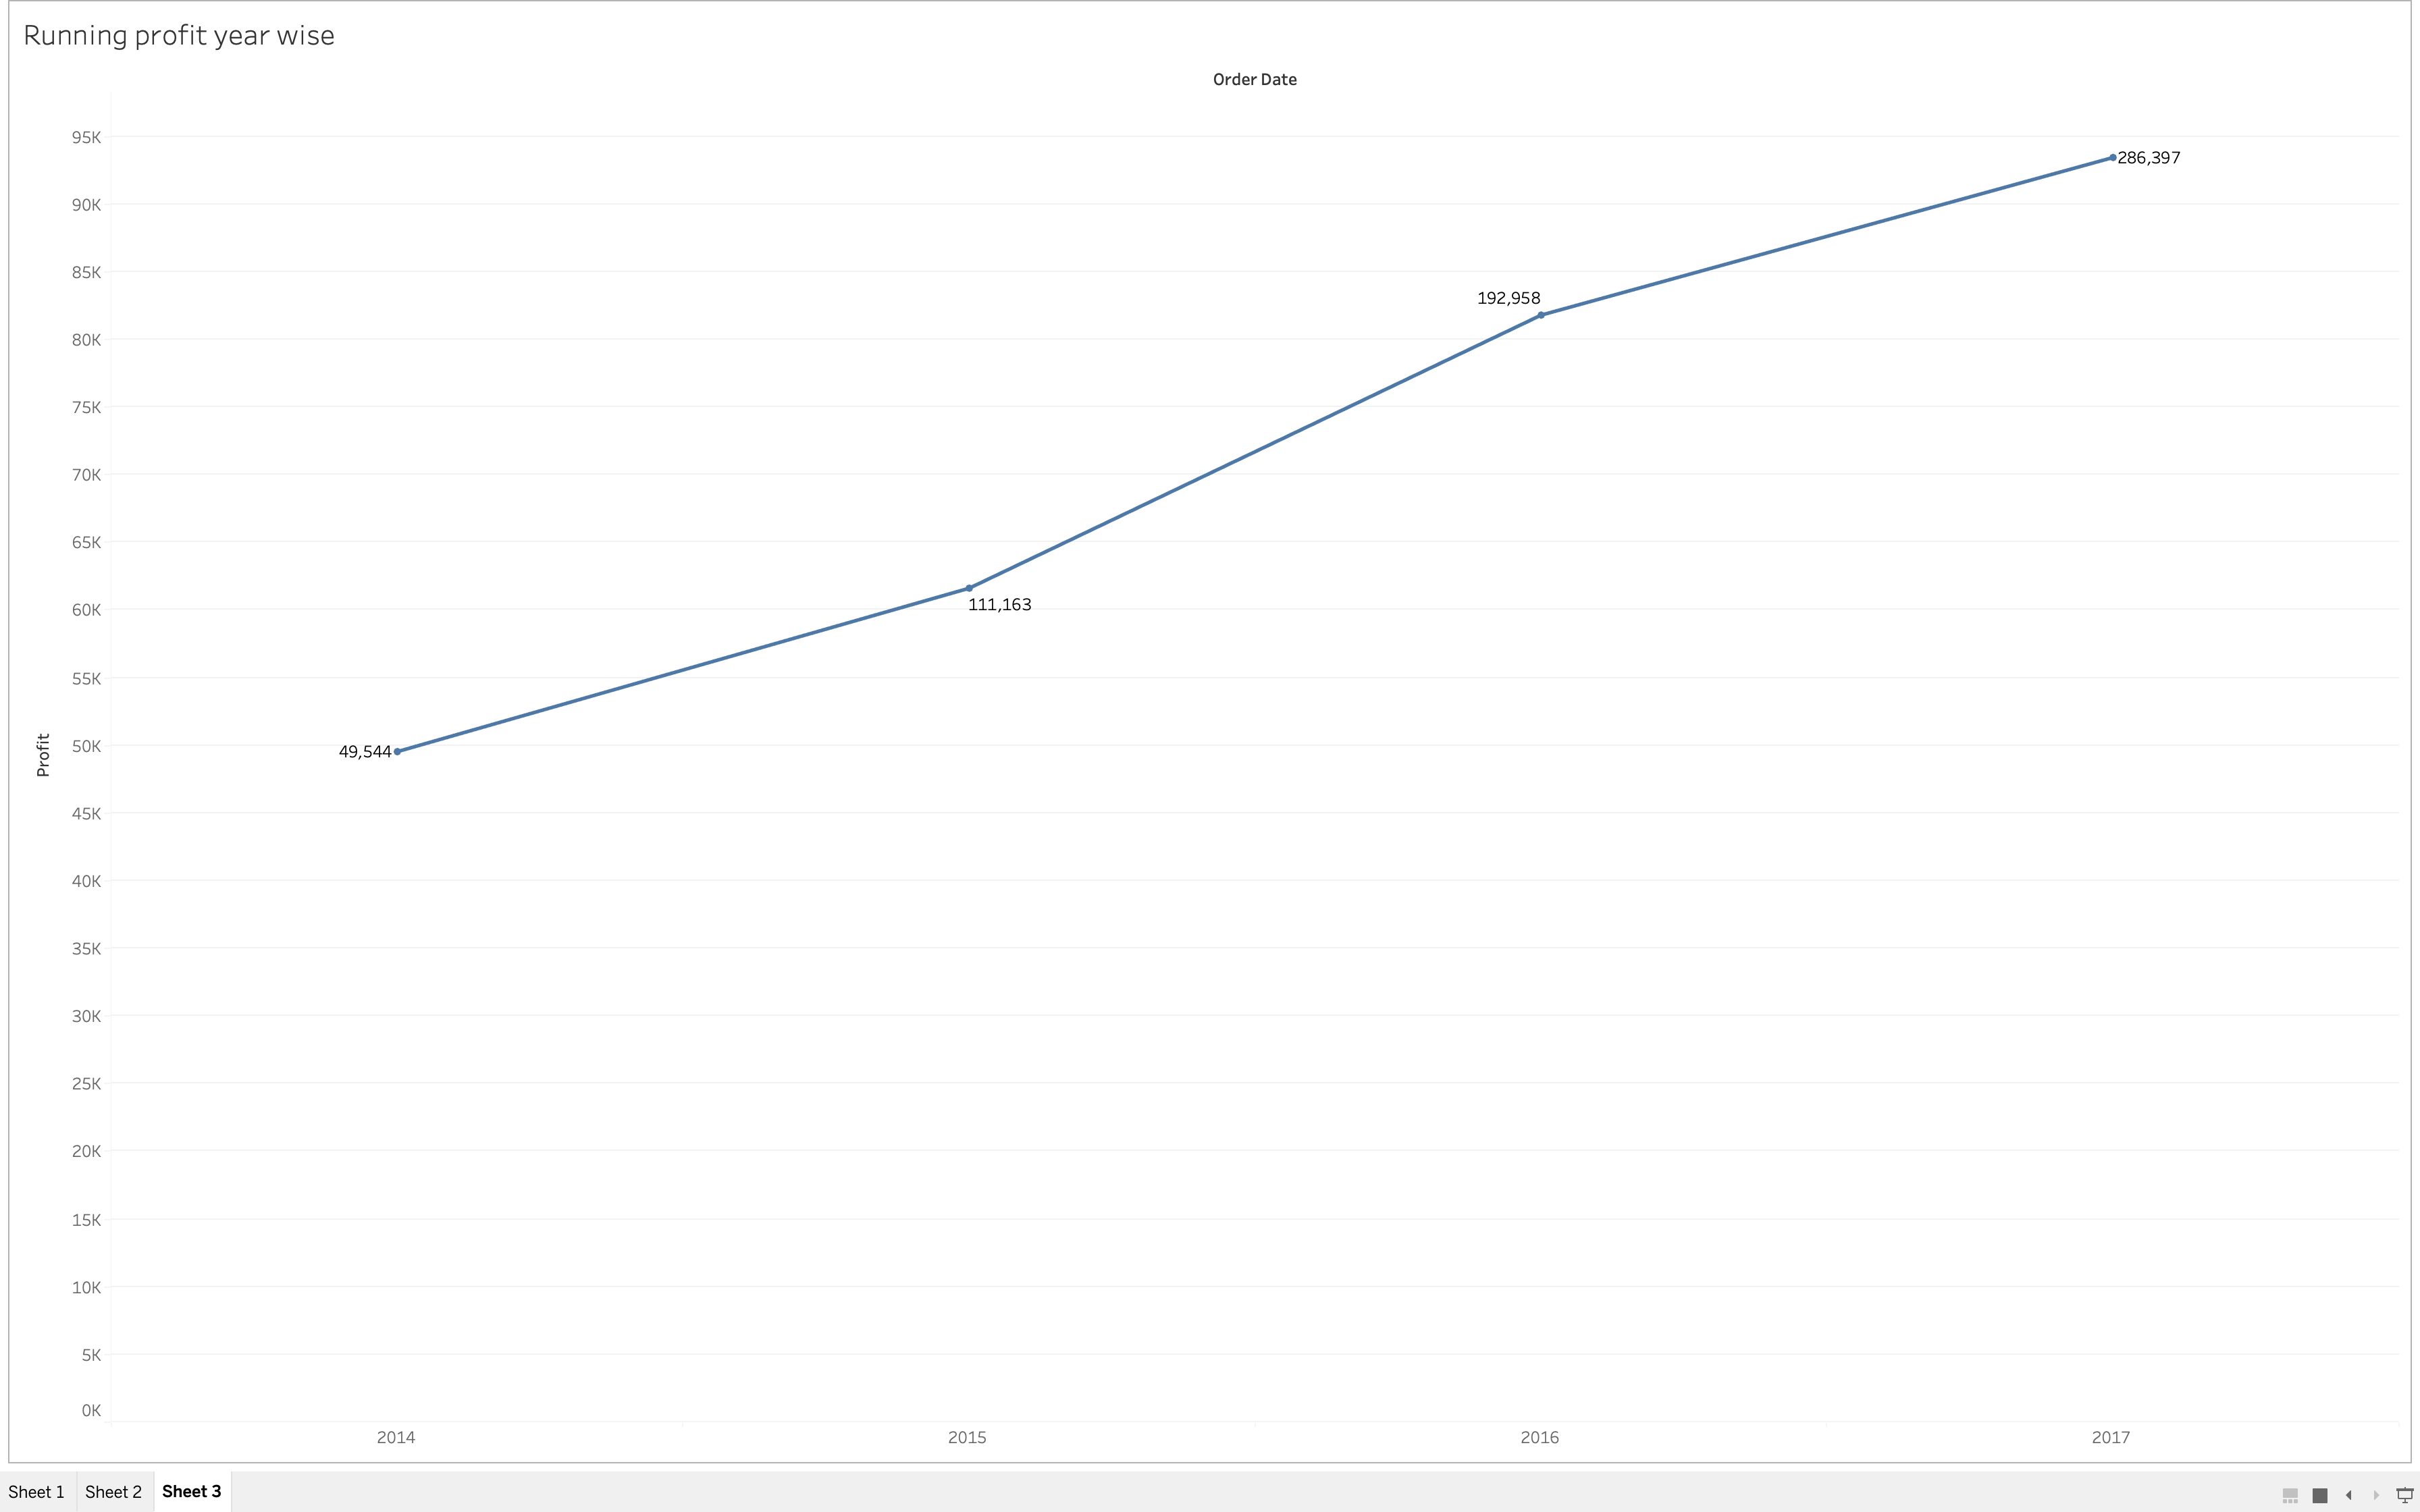 Running profit year wise
Order Date
95K
90K
85K
80K
75K
70K
65K
60K
55K
50K
45K
40K
35K
30K
25K
20K
15K
10K
5K
0K
Profit
286,397
192,958
111,163
49,544
2014 2015 2016 2017
Sheet 1 Sheet 2 Sheet 3